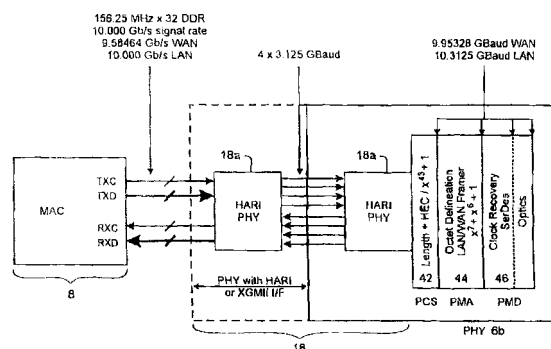 156.25 MHz x 32 DDR
10.000 Gb/s signal rate
9.58464 Gb/s WAN
10.000 Gb/s LAN
4 x 3.125 GBaud
9.95328 GBaud WAN
10.3125 GBaud LAN
18a
18a
MAC
TXC
TXD
RXC
RXD
HARI
PHY
HARI
PHY
Length + HEC / x^43 + 1
Octet Delineation
LAN/WAN Framer
x^7 + x^6 + 1
Clock Recovery
SerDes
Optics
42
44
46
PCS
PMA
PMD
8
PHY with HARI
or XGMII I/F
PHY 6b
18